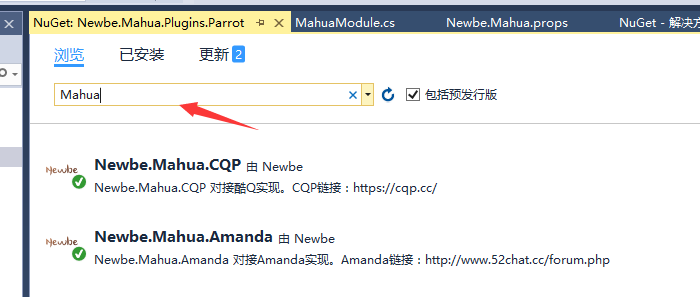 NuGet: Newbe.Mahua.Plugins.Parrot MahuaModule.cs Newbe.Mahua.props NuGet - 解决方
浏览 已安装 更新 2
Mahua 包括预发行版
Newbe Newbe.Mahua.CQP 由 Newbe
Newbe.Mahua.CQP 对接酷Q实现。CQP链接：https://cqp.cc/
Newbe Newbe.Mahua.Amanda 由 Newbe
Newbe.Mahua.Amanda 对接Amanda实现。Amanda链接：http://www.52chat.cc/forum.php